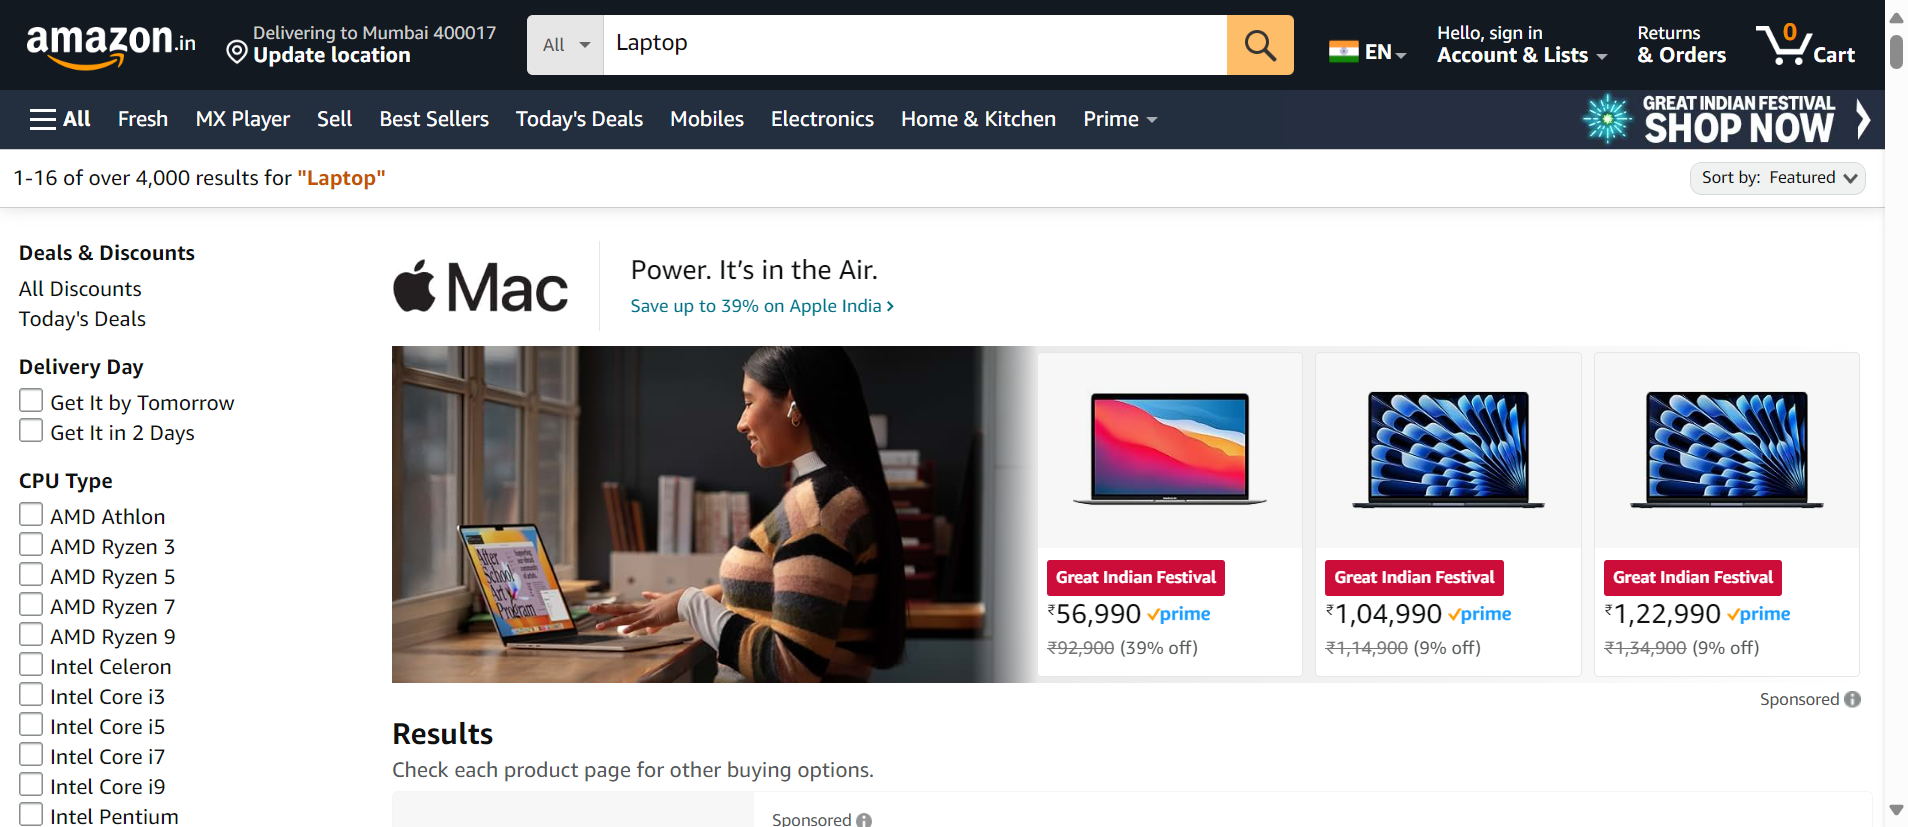 amazon.in
Delivering to Mumbai 400017
Update location
All
Laptop
EN
Hello, sign in
Account & Lists
Returns
& Orders
0
Cart
All
Fresh
MX Player
Sell
Best Sellers
Today's Deals
Mobiles
Electronics
Home & Kitchen
Prime
GREAT INDIAN FESTIVAL
SHOP NOW
1-16 of over 4,000 results for "Laptop"
Sort by: Featured
Deals & Discounts
All Discounts
Today's Deals
Delivery Day
Get It by Tomorrow
Get It in 2 Days
CPU Type
AMD Athlon
AMD Ryzen 3
AMD Ryzen 5
AMD Ryzen 7
AMD Ryzen 9
Intel Celeron
Intel Core i3
Intel Core i5
Intel Core i7
Intel Core i9
Intel Pentium
Mac
Power. It’s in the Air.
Save up to 39% on Apple India
After
School
Art
Program
Great Indian Festival
₹56,990 prime
₹92,900 (39% off)
Great Indian Festival
₹1,04,990 prime
₹1,14,900 (9% off)
Great Indian Festival
₹1,22,990 prime
₹1,34,900 (9% off)
Sponsored
Results
Check each product page for other buying options.
Sponsored